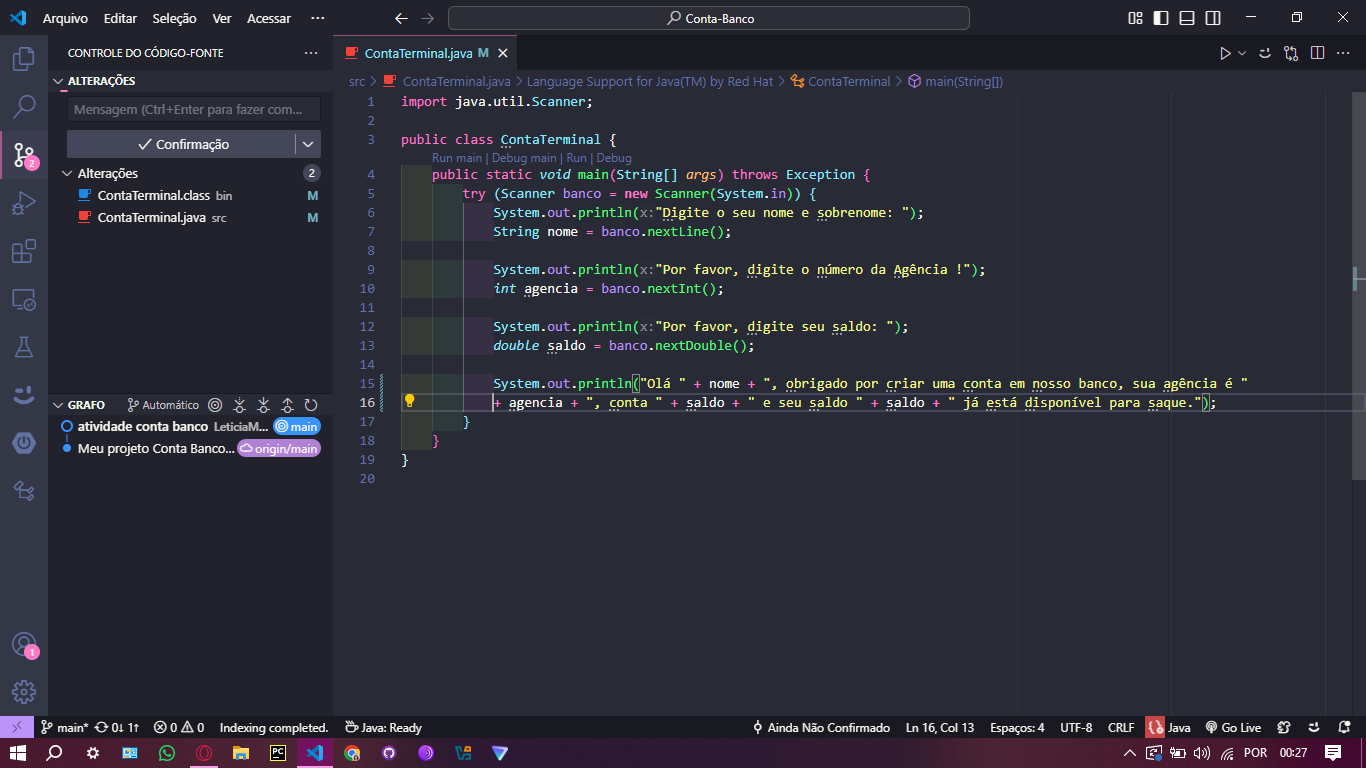 Arquivo Editar Seleção Ver Acessar ··· Conta-Banco
CONTROLE DO CÓDIGO-FONTE ···
ALTERAÇÕES
Mensagem (Ctrl+Enter para fazer com...
Confirmação
Alterações 2
ContaTerminal.class bin M
ContaTerminal.java src M
2
GRAFO Automático
atividade conta banco LeticiaM... main
Meu projeto Conta Banco... origin/main
1
ContaTerminal.java M
src > ContaTerminal.java > Language Support for Java(TM) by Red Hat > ContaTerminal > main(String[])
1 import java.util.Scanner;
2
3 public class ContaTerminal {
Run main | Debug main | Run | Debug
4 public static void main(String[] args) throws Exception {
5 try (Scanner banco = new Scanner(System.in)) {
6 System.out.println(x:"Digite o seu nome e sobrenome: ");
7 String nome = banco.nextLine();
8
9 System.out.println(x:"Por favor, digite o número da Agência !");
10 int agencia = banco.nextInt();
11
12 System.out.println(x:"Por favor, digite seu saldo: ");
13 double saldo = banco.nextDouble();
14
15 System.out.println("Olá " + nome + ", obrigado por criar uma conta em nosso banco, sua agência é "
16 + agencia + ", conta " + saldo + " e seu saldo " + saldo + " já está disponível para saque.");
17 }
18 }
19 }
20
main* 0↓ 1↑ 0 0 Indexing completed. Java: Ready Ainda Não Confirmado Ln 16, Col 13 Espaços: 4 UTF-8 CRLF Java Go Live
PC POR 00:27